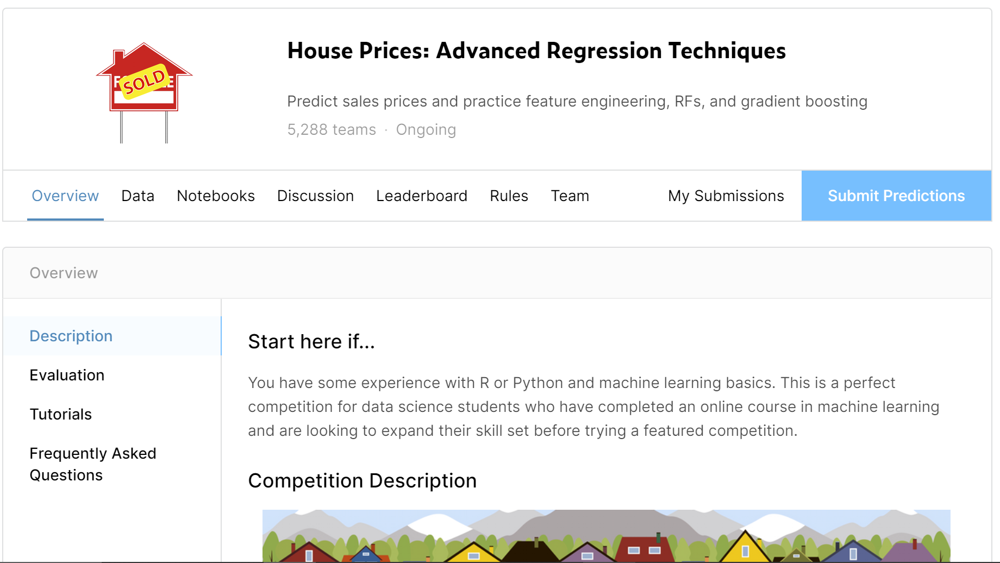 SOLD
House Prices: Advanced Regression Techniques
Predict sales prices and practice feature engineering, RFs, and gradient boosting
5,288 teams · Ongoing
Overview Data Notebooks Discussion Leaderboard Rules Team My Submissions Submit Predictions
Overview
Description
Evaluation
Tutorials
Frequently Asked
Questions
Start here if...
You have some experience with R or Python and machine learning basics. This is a perfect
competition for data science students who have completed an online course in machine learning
and are looking to expand their skill set before trying a featured competition.
Competition Description